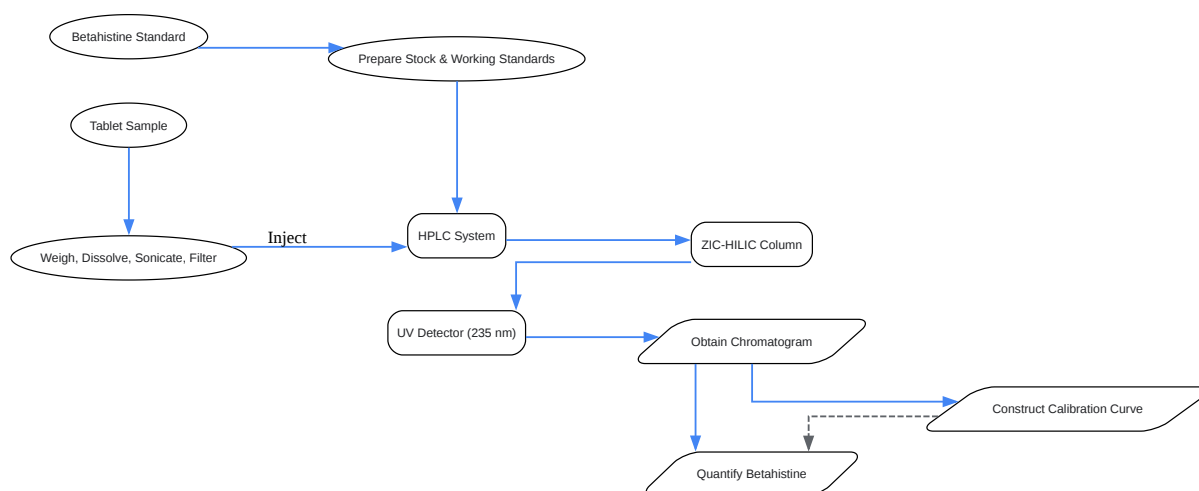 Betahistine Standard
Prepare Stock & Working Standards
Tablet Sample
Inject
HPLC System
ZIC-HILIC Column
Weigh, Dissolve, Sonicate, Filter
UV Detector (235 nm)
Obtain Chromatogram
Construct Calibration Curve
Quantify Betahistine